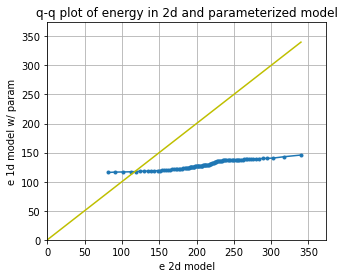 q-q plot of energy in 2d and parameterized model
350
300
250
200
150
100
50
0
e 1d model w/ param
0 50 100 150 200 250 300 350
e 2d model